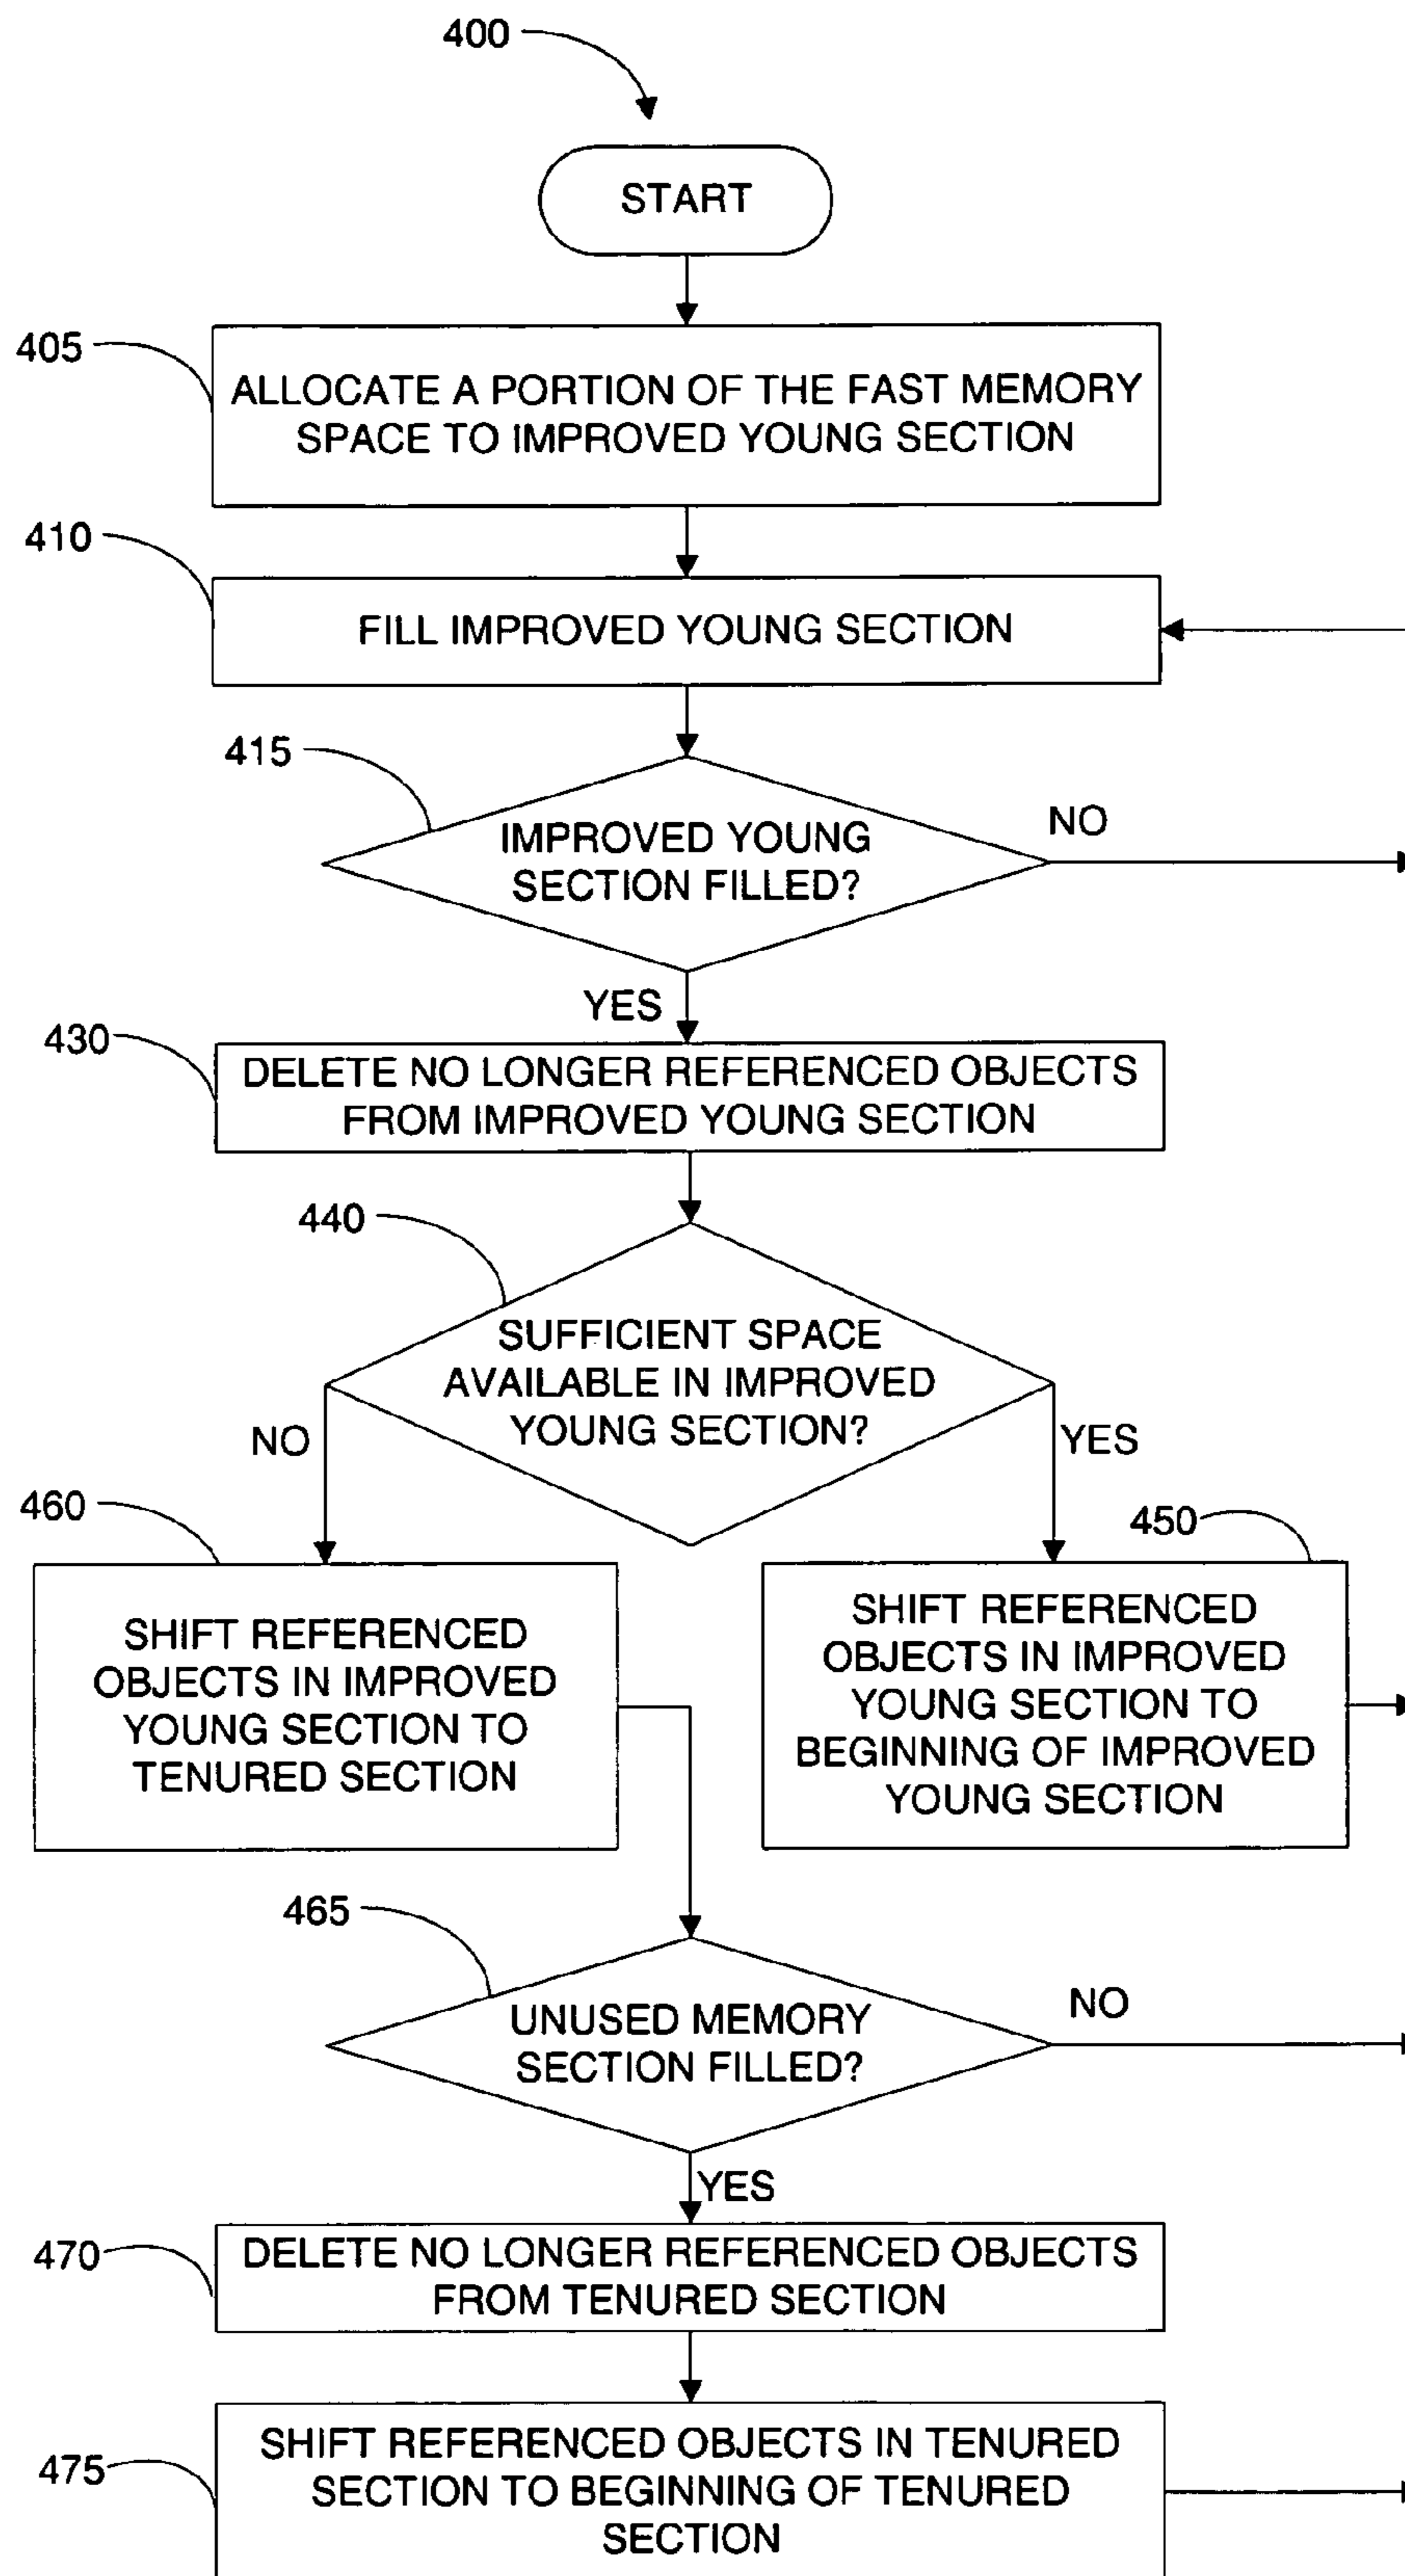 400
START
405
ALLOCATE A PORTION OF THE FAST MEMORY
SPACE TO IMPROVED YOUNG SECTION
410
FILL IMPROVED YOUNG SECTION
415
IMPROVED YOUNG
SECTION FILLED?
NO
YES
430
DELETE NO LONGER REFERENCED OBJECTS
FROM IMPROVED YOUNG SECTION
440
SUFFICIENT SPACE
AVAILABLE IN IMPROVED
YOUNG SECTION?
NO
YES
460
SHIFT REFERENCED
OBJECTS IN IMPROVED
YOUNG SECTION TO
TENURED SECTION
450
SHIFT REFERENCED
OBJECTS IN IMPROVED
YOUNG SECTION TO
BEGINNING OF IMPROVED
YOUNG SECTION
465
UNUSED MEMORY
SECTION FILLED?
NO
YES
470
DELETE NO LONGER REFERENCED OBJECTS
FROM TENURED SECTION
475
SHIFT REFERENCED OBJECTS IN TENURED
SECTION TO BEGINNING OF TENURED
SECTION